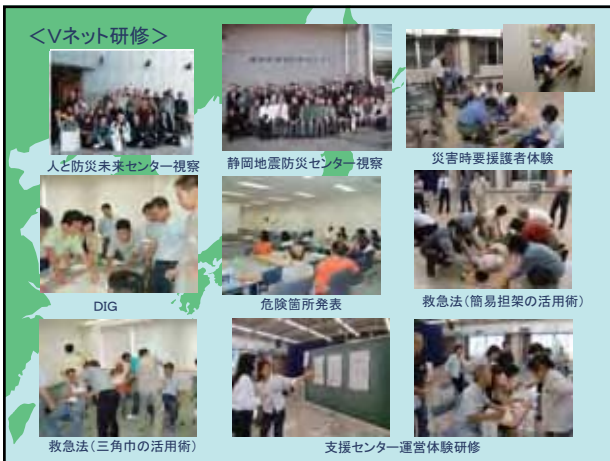 ＜Vネット研修＞
人と防災未来センター視察
静岡地震防災センター視察
災害時要援護者体験
DIG
危険箇所発表
救急法(簡易担架の活用術)
救急法(三角巾の活用術)
支援センター運営体験研修